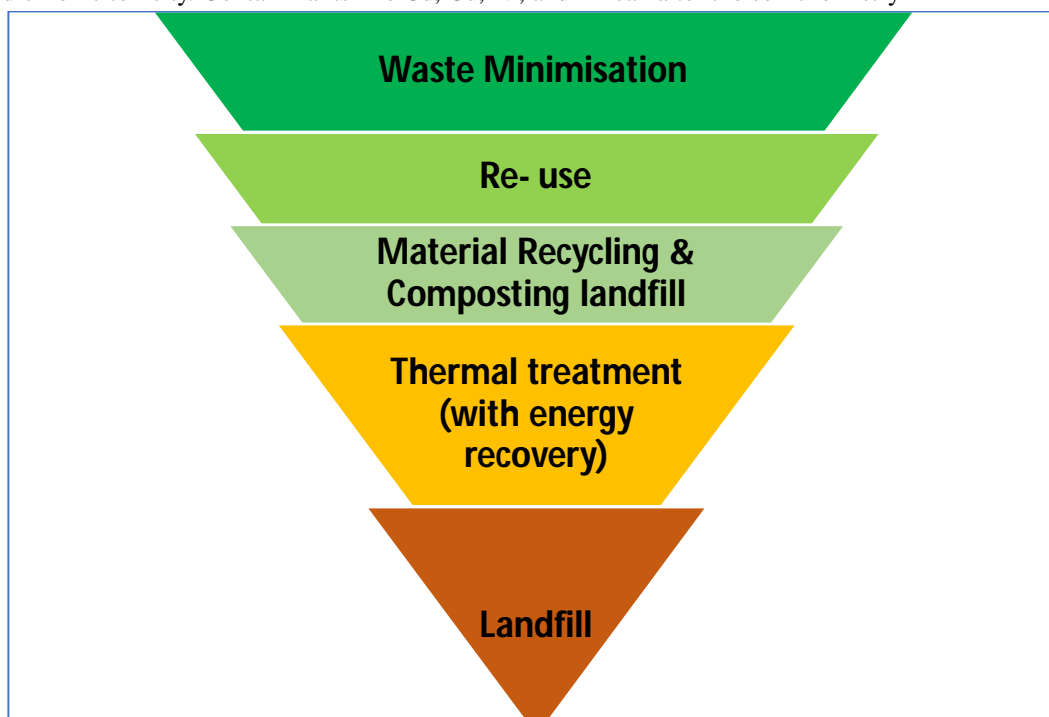 Waste Minimisation
Re- use
Material Recycling &
Composting landfill
Thermal treatment
(with energy
recovery)
Landfill